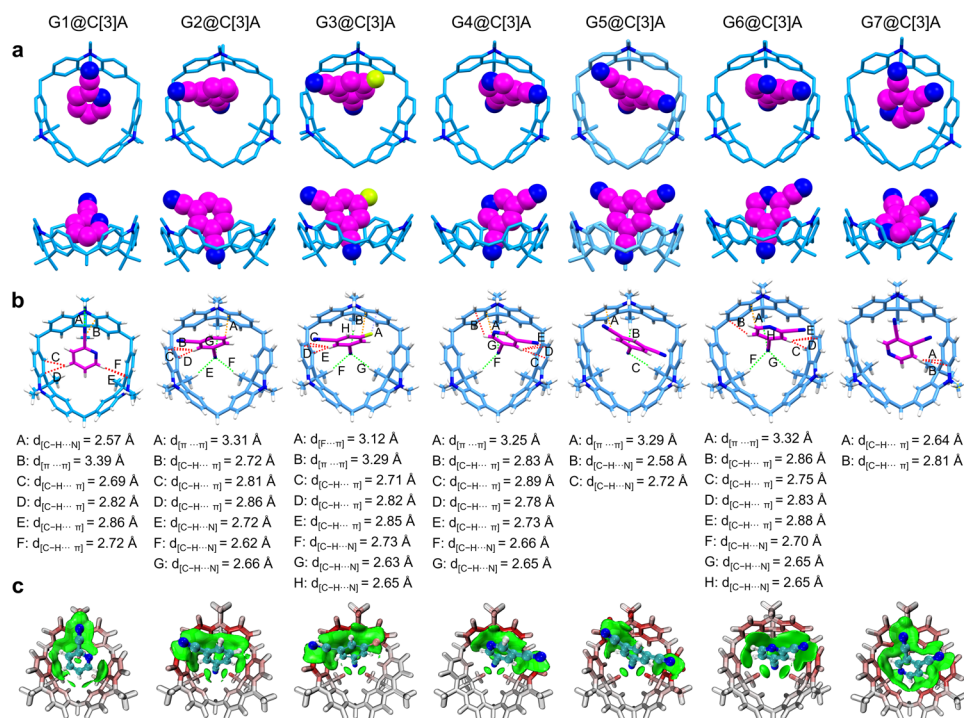 G1@C[3]A G2@C[3]A G3@C[3]A G4@C[3]A G5@C[3]A G6@C[3]A G7@C[3]A
a
b
A B C D E F
A G C D E F
H B A C D E F G
A B E D C F
A B C
A B H E D C F G
A B
A: d[C−H···N] = 2.57 Å
B: d[π ···π] = 3.39 Å
C: d[C−H··· π] = 2.69 Å
D: d[C−H··· π] = 2.82 Å
E: d[C−H··· π] = 2.86 Å
F: d[C−H··· π] = 2.72 Å
A: d[π ···π] = 3.31 Å
B: d[C−H··· π] = 2.72 Å
C: d[C−H··· π] = 2.81 Å
D: d[C−H··· π] = 2.86 Å
E: d[C−H···N] = 2.72 Å
F: d[C−H···N] = 2.62 Å
G: d[C−H···N] = 2.66 Å
A: d[F···π] = 3.12 Å
B: d[π ···π] = 3.29 Å
C: d[C−H··· π] = 2.71 Å
D: d[C−H··· π] = 2.82 Å
E: d[C−H··· π] = 2.85 Å
F: d[C−H···N] = 2.73 Å
G: d[C−H···N] = 2.63 Å
H: d[C−H···N] = 2.65 Å
A: d[π ···π] = 3.25 Å
B: d[C−H··· π] = 2.83 Å
C: d[C−H··· π] = 2.89 Å
D: d[C−H··· π] = 2.78 Å
E: d[C−H··· π] = 2.73 Å
F: d[C−H···N] = 2.66 Å
G: d[C−H···N] = 2.65 Å
A: d[π ···π] = 3.29 Å
B: d[C−H···N] = 2.58 Å
C: d[C−H···N] = 2.72 Å
A: d[π ···π] = 3.32 Å
B: d[C−H··· π] = 2.86 Å
C: d[C−H··· π] = 2.75 Å
D: d[C−H··· π] = 2.83 Å
E: d[C−H··· π] = 2.88 Å
F: d[C−H···N] = 2.70 Å
G: d[C−H···N] = 2.65 Å
H: d[C−H···N] = 2.65 Å
A: d[C−H··· π] = 2.64 Å
B: d[C−H··· π] = 2.81 Å
c